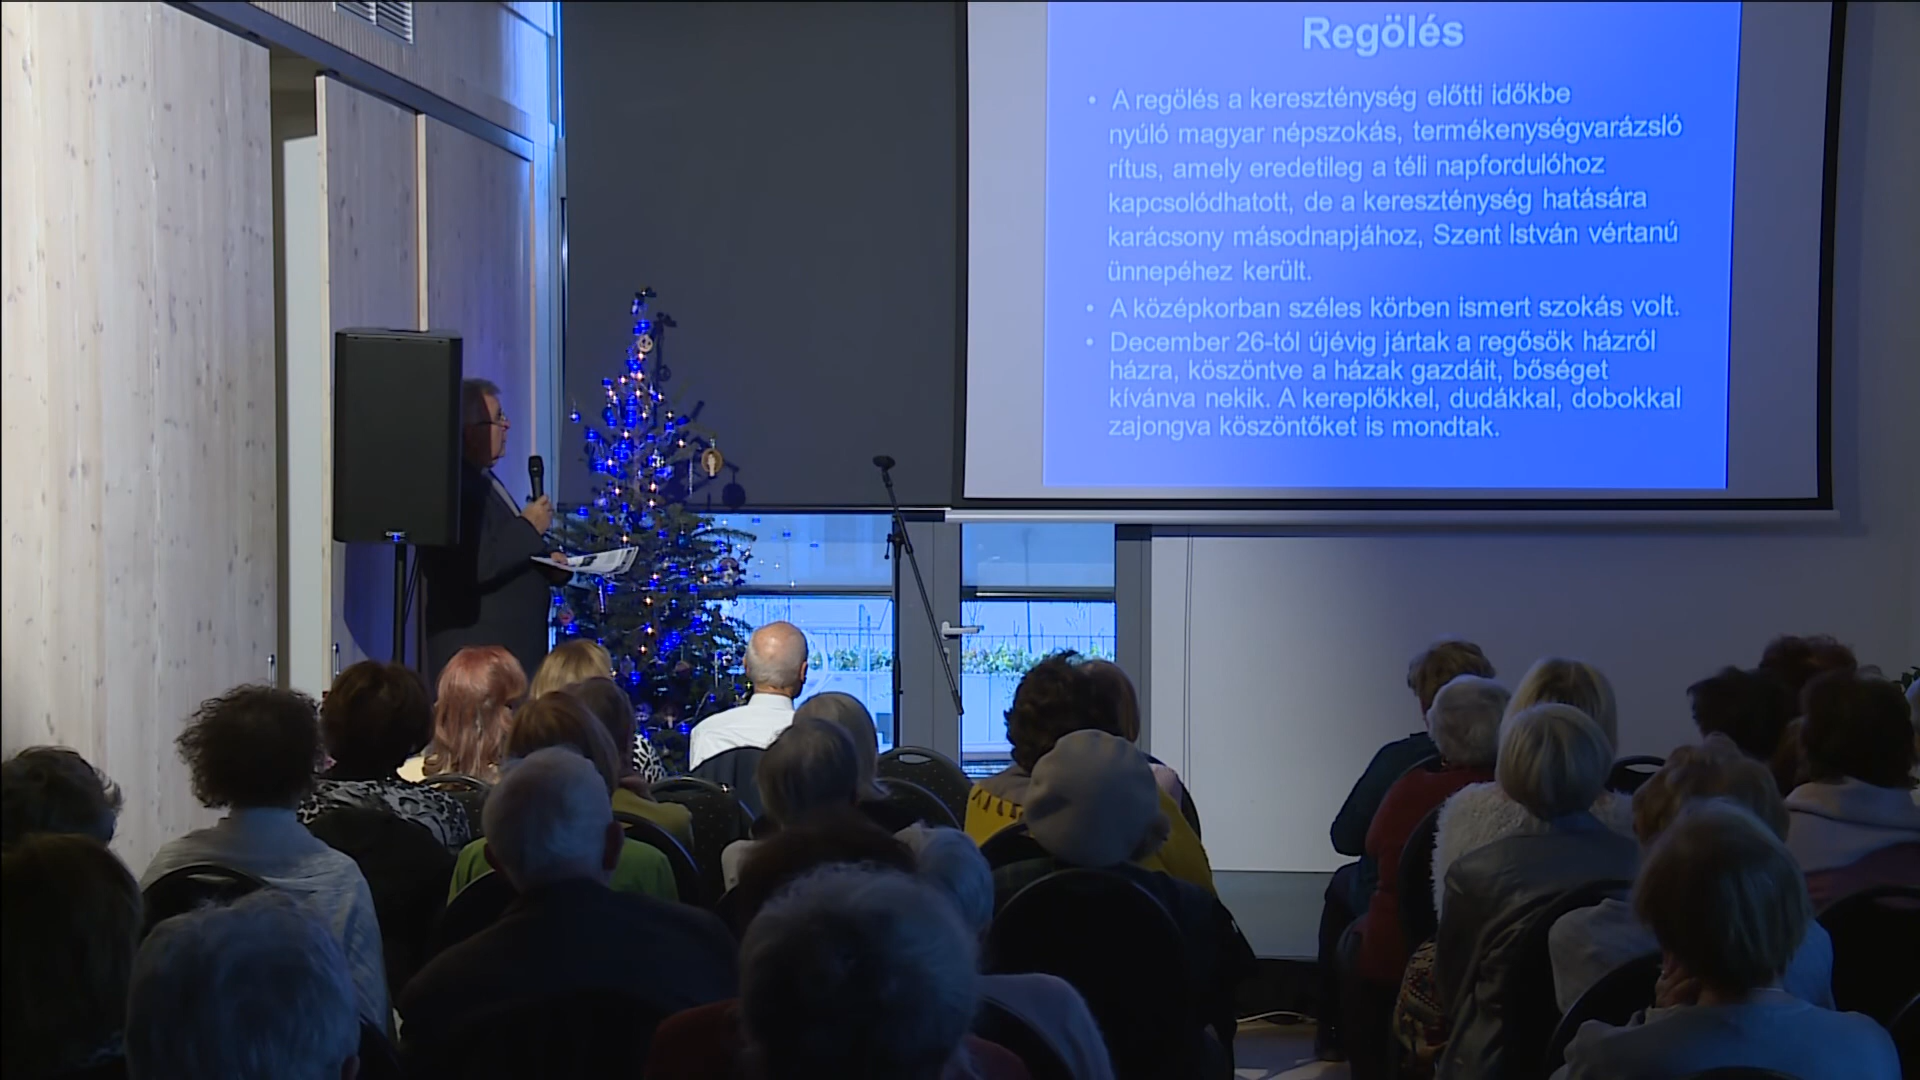 Regölés
• A regölés a kereszténység előtti időkbe
nyúló magyar népszokás, termékenységvarázsló
rítus, amely eredetileg a téli napfordulóhoz
kapcsolódhatott, de a kereszténység hatására
karácsony másodnapjához, Szent István vértanú
ünnepéhez került.
• A középkorban széles körben ismert szokás volt.
• December 26-tól újévig jártak a regősök házról
házra, köszöntve a házak gazdáit, bőséget
kívánva nekik. A kereplőkkel, dudákkal, dobokkal
zajongva köszöntőket is mondtak.